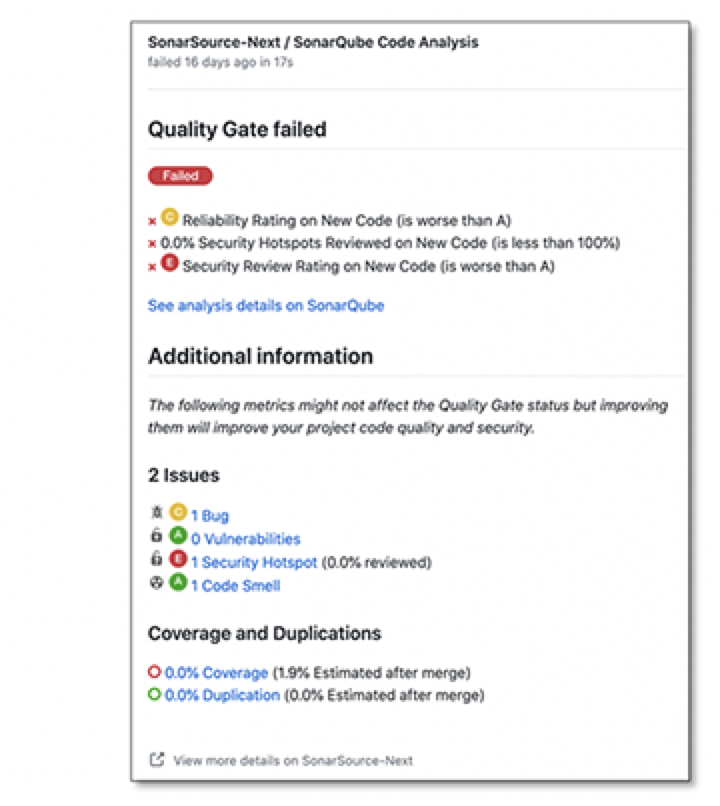 SonarSource-Next / SonarQube Code Analysis
failed 16 days ago in 17s
Quality Gate failed
Failed
× C Reliability Rating on New Code (is worse than A)
× 0.0% Security Hotspots Reviewed on New Code (is less than 100%)
× E Security Review Rating on New Code (is worse than A)
See analysis details on SonarQube
Additional information
The following metrics might not affect the Quality Gate status but improving
them will improve your project code quality and security.
2 Issues
C 1 Bug
A 0 Vulnerabilities
E 1 Security Hotspot (0.0% reviewed)
A 1 Code Smell
Coverage and Duplications
0.0% Coverage (1.9% Estimated after merge)
0.0% Duplication (0.0% Estimated after merge)
View more details on SonarSource-Next